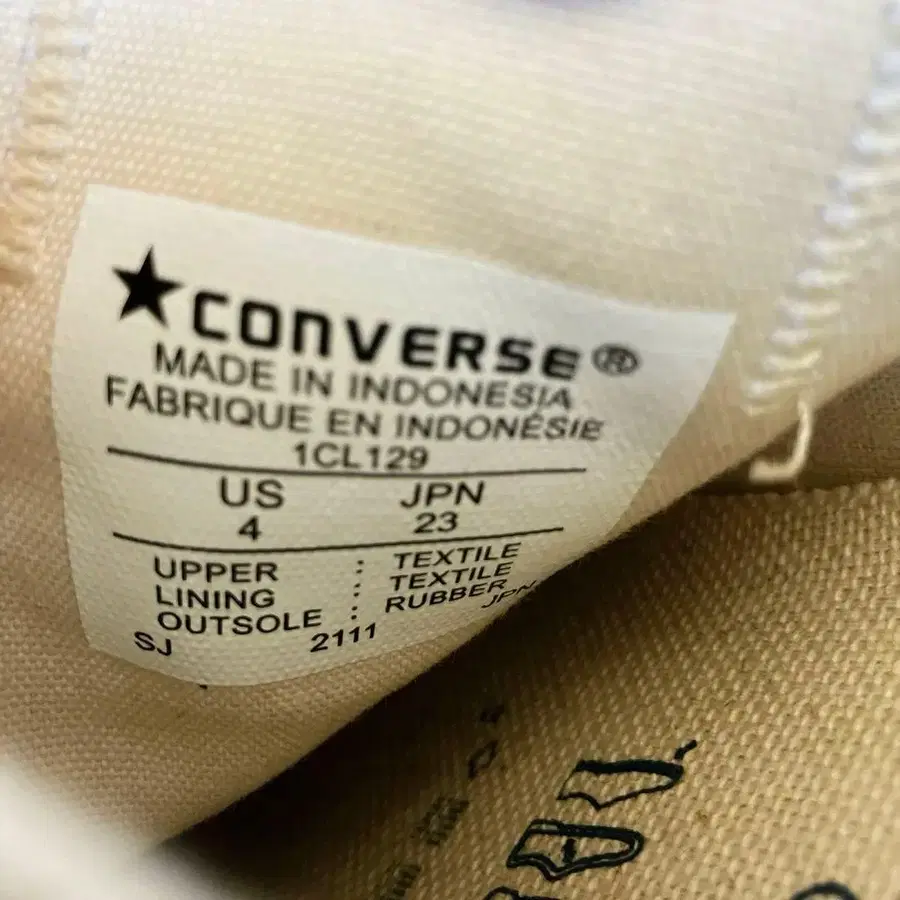 ★CONVERSE®
MADE IN INDONESIA
FABRIQUE EN INDONÉSIE
1CL129
US JPN
4 23
UPPER : TEXTILE
LINING : TEXTILE
OUTSOLE : RUBBER
SJ 2111 JPN